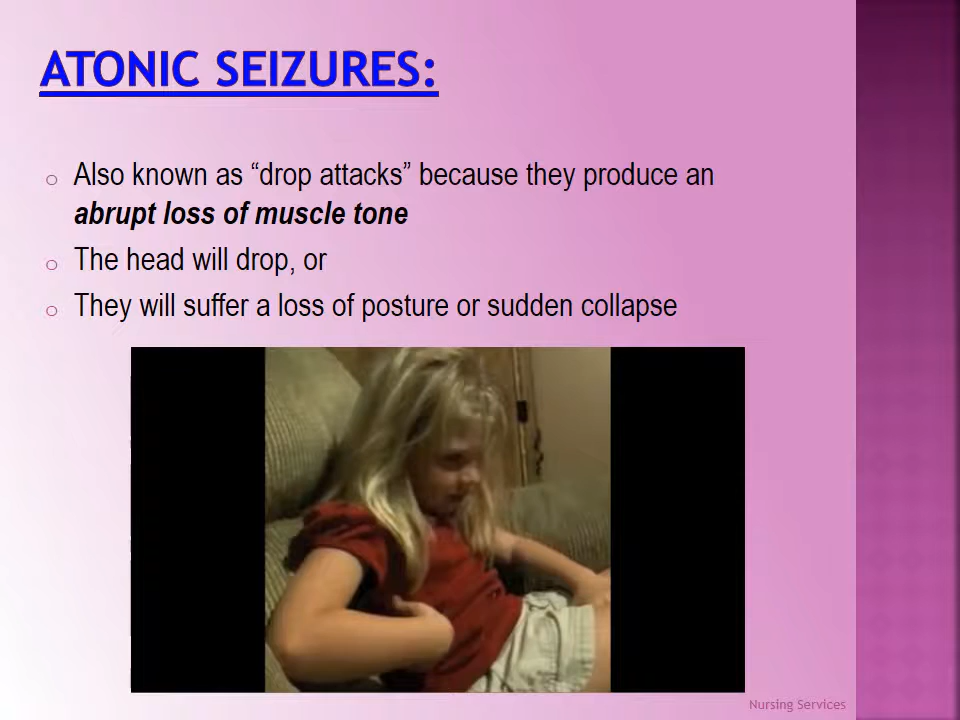 ATONIC SEIZURES:
Also known as “drop attacks” because they produce an
abrupt loss of muscle tone
The head will drop, or
They will suffer a loss of posture or sudden collapse
Nursing Services